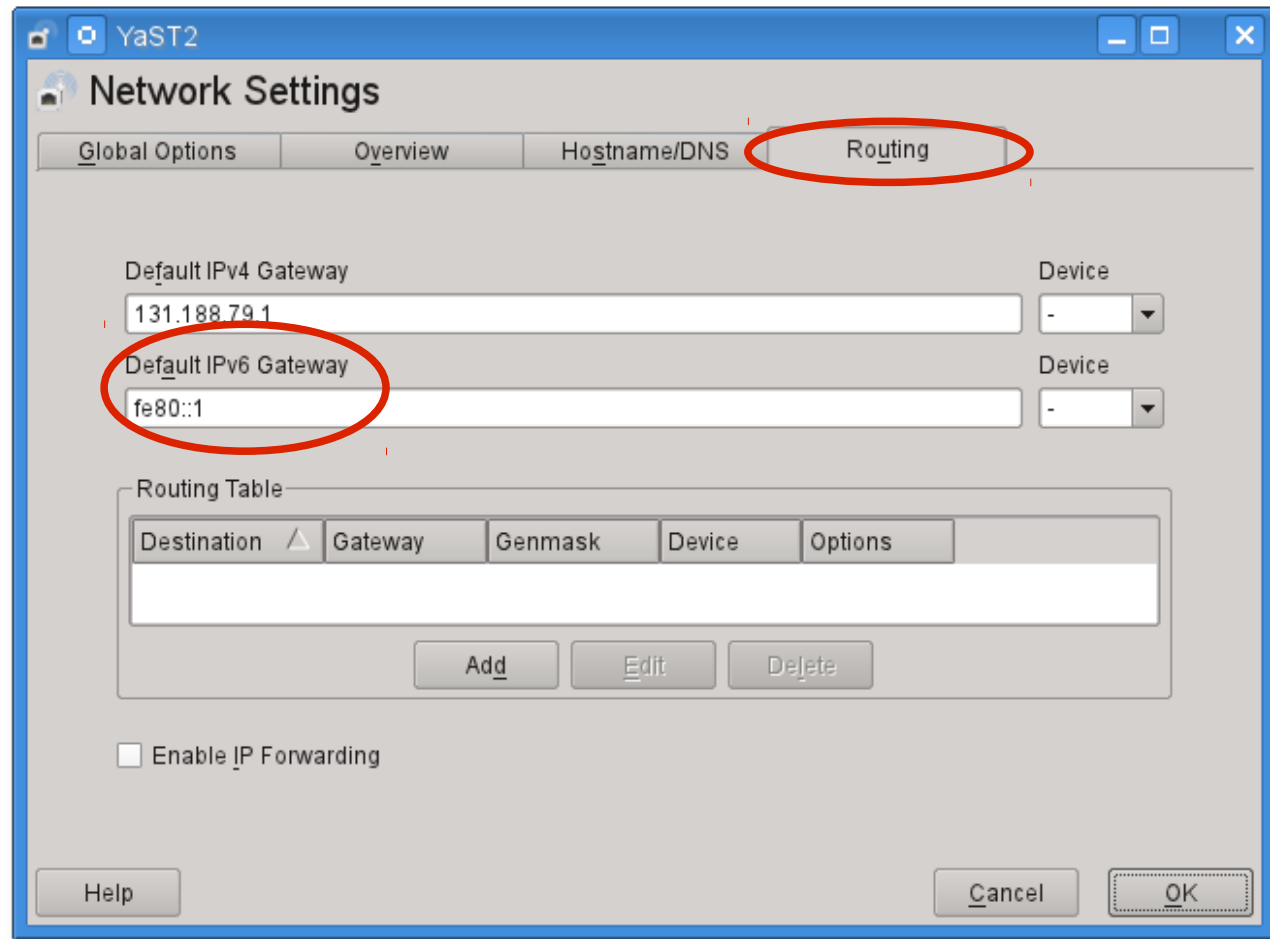 YaST2
Network Settings
Global Options Overview Hostname/DNS Routing
Default IPv4 Gateway Device
131.188.79.1 -
Default IPv6 Gateway Device
fe80::1 -
Routing Table
Destination Gateway Genmask Device Options
Add Edit Delete
Enable IP Forwarding
Help Cancel OK